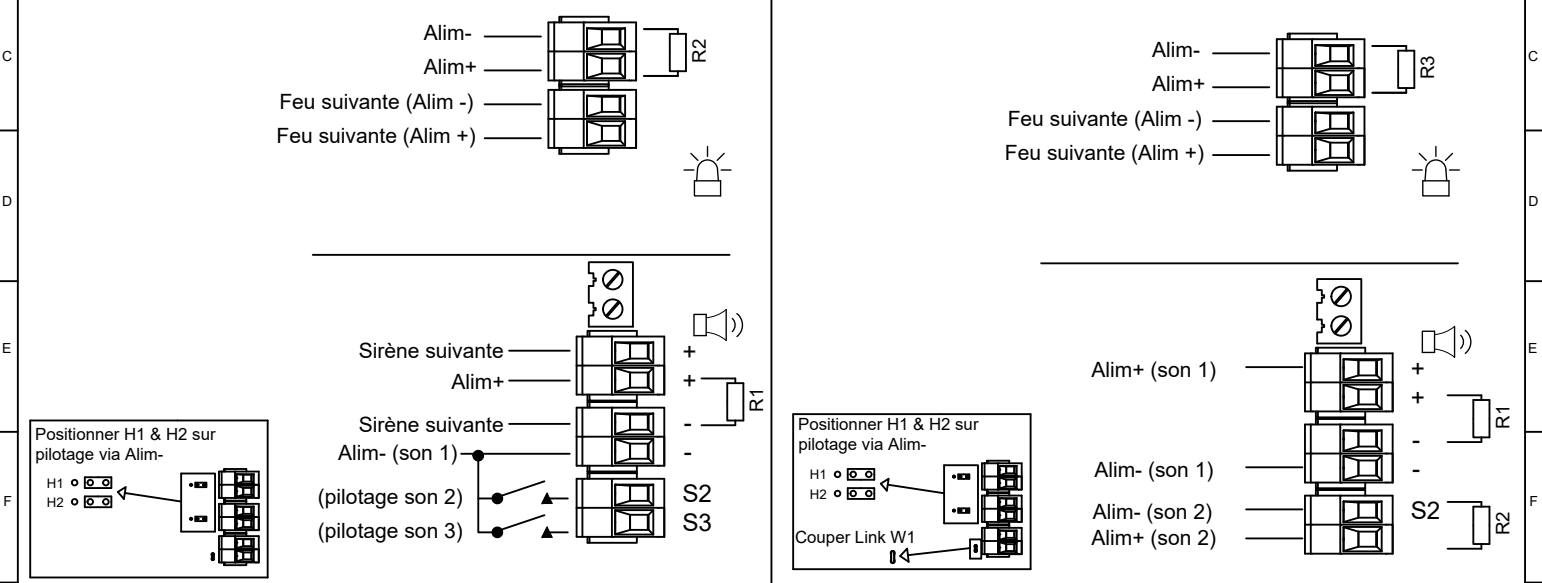 C
D
E
F
Alim-
Alim+
R2
Feu suivante (Alim -)
Feu suivante (Alim +)
Sirène suivante
+
Alim+
+
R1
Sirène suivante
-
Alim- (son 1)
-
(pilotage son 2)
S2
(pilotage son 3)
S3
Positionner H1 & H2 sur
pilotage via Alim-
H1
H2
Alim-
Alim+
R3
Feu suivante (Alim -)
Feu suivante (Alim +)
Alim+ (son 1)
+
+
R1
-
Alim- (son 1)
-
Alim- (son 2)
S2
Alim+ (son 2)
R2
Positionner H1 & H2 sur
pilotage via Alim-
H1
H2
Couper Link W1
C
D
E
F